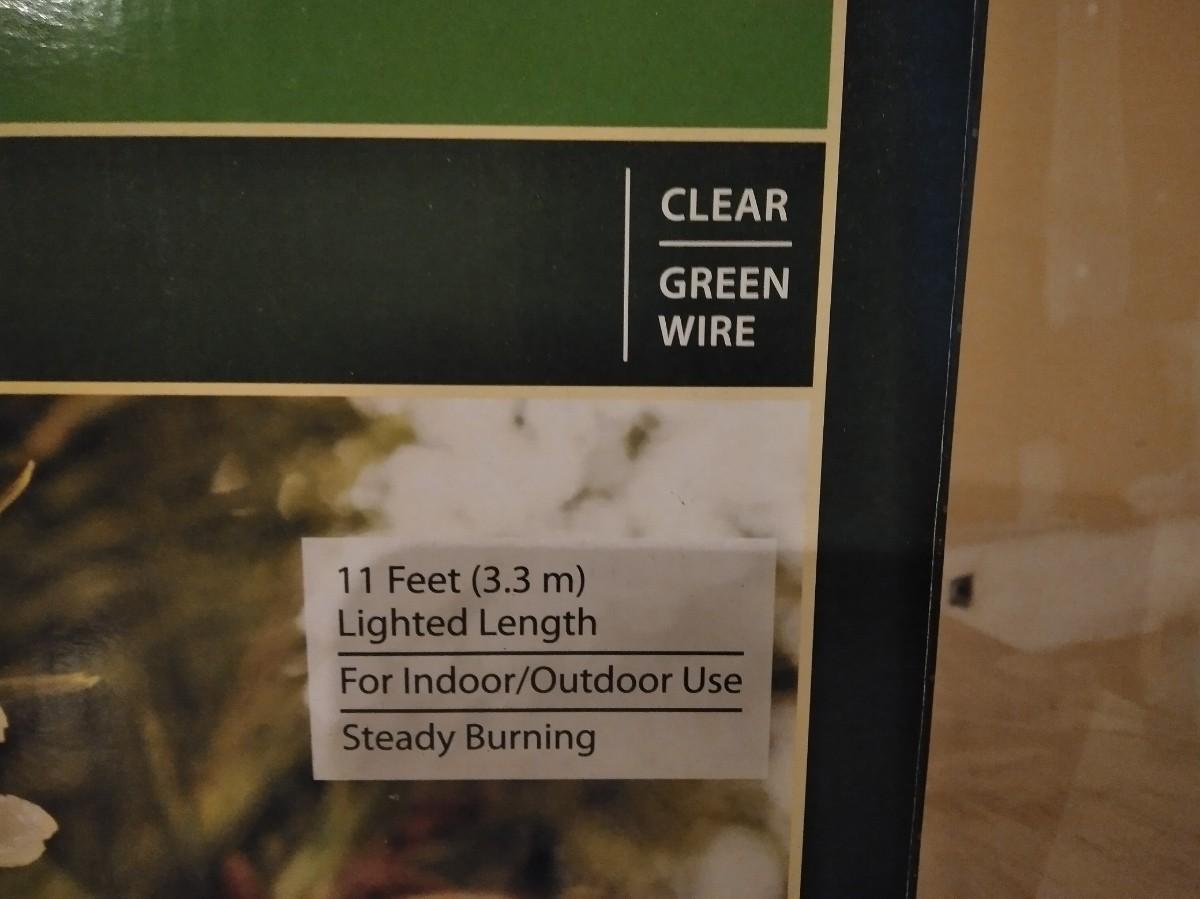 CLEAR
GREEN
WIRE
11 Feet (3.3 m)
Lighted Length
For Indoor/Outdoor Use
Steady Burning